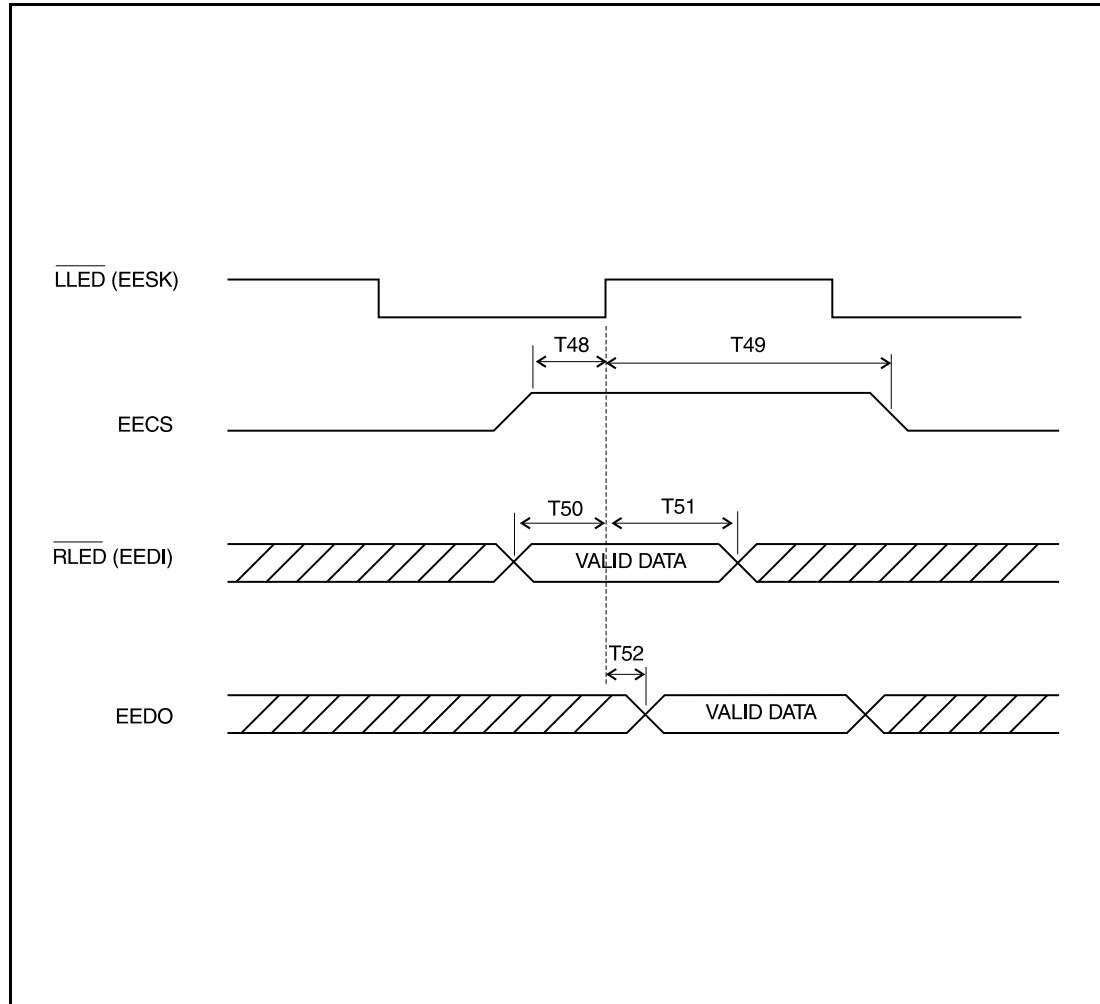 LLED (EESK)
T48
T49
EECS
T50
T51
RLED (EEDI)
VALID DATA
T52
EEDO
VALID DATA